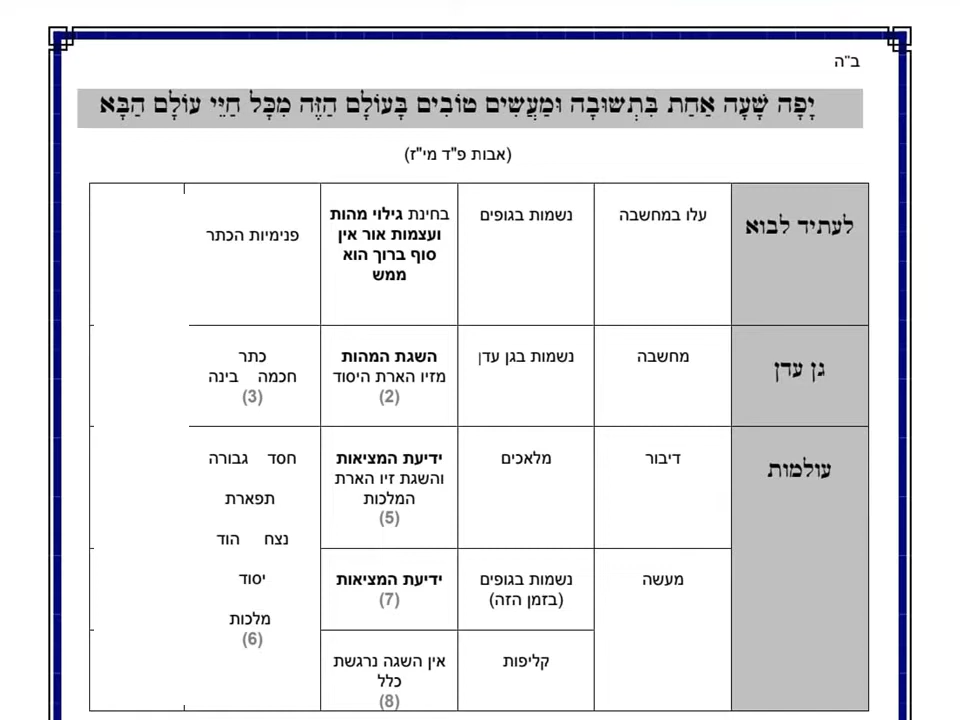 ב"ה
יָפָה שָׁעָה אַחַת בִּתְשׁוּבָה וּמַעֲשִׂים טוֹבִים בָּעוֹלָם הַזֶּה מִכָּל חַיֵּי עוֹלָם הַבָּא
(אבות פ"ד מי"ז)
לעתיד לבוא
עלו במחשבה
נשמות בגופים
בחינת גילוי מהות
ועצמות אור אין
סוף ברוך הוא
ממש
פנימיות הכתר
גן עדן
מחשבה
נשמות בגן עדן
השגת המהות
מזיו הארת היסוד
(2)
כתר
חכמה בינה
(3)
עולמות
דיבור
מלאכים
ידיעת המציאות
והשגת זיו הארת
המלכות
(5)
חסד גבורה
תפארת
נצח הוד
יסוד
מלכות
(6)
מעשה
נשמות בגופים
(בזמן הזה)
ידיעת המציאות
(7)
קליפות
אין השגה נרגשת
כלל
(8)